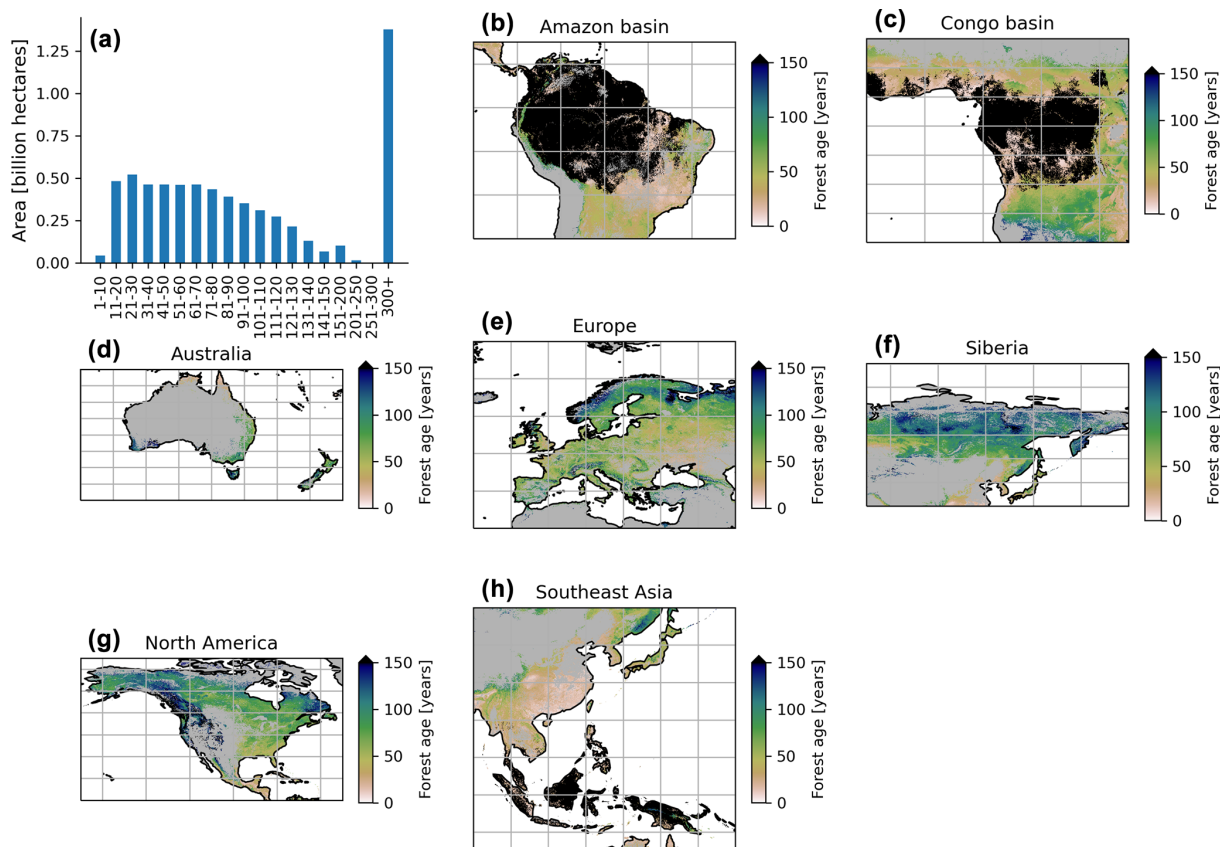 (a)
Area [billion hectares]
1.25
1.00
0.75
0.50
0.25
0.00
1-10
11-20
21-30
31-40
41-50
51-60
61-70
71-80
81-90
91-100
101-110
111-120
121-130
131-140
141-150
151-200
201-250
251-300
300+
(b)
Amazon basin
150
100
50
0
Forest age [years]
(c)
Congo basin
150
100
50
0
Forest age [years]
(d)
Australia
150
100
50
0
Forest age [years]
(e)
Europe
150
100
50
0
Forest age [years]
(f)
Siberia
150
100
50
0
Forest age [years]
(g)
North America
150
100
50
0
Forest age [years]
(h)
Southeast Asia
150
100
50
0
Forest age [years]